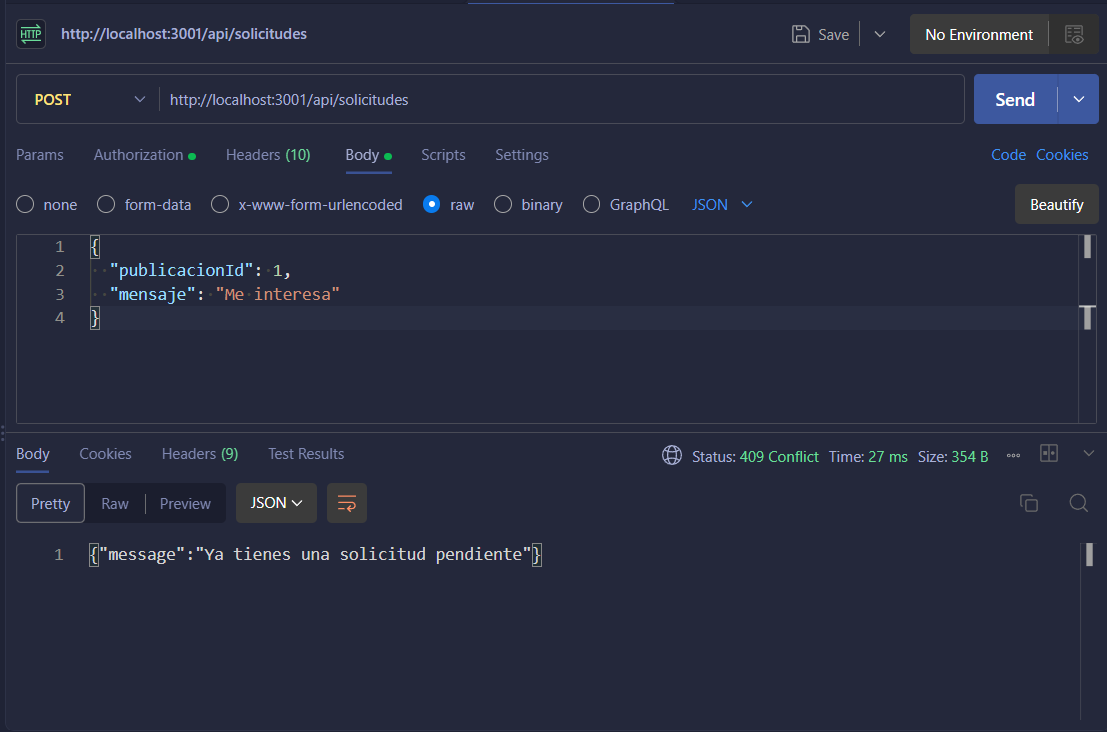 HTTP http://localhost:3001/api/solicitudes Save No Environment
POST http://localhost:3001/api/solicitudes Send
Params Authorization Headers (10) Body Scripts Settings Code Cookies
none form-data x-www-form-urlencoded raw binary GraphQL JSON Beautify
1 {
2 "publicacionId": 1,
3 "mensaje": "Me interesa"
4 }
Body Cookies Headers (9) Test Results Status: 409 Conflict Time: 27 ms Size: 354 B
Pretty Raw Preview JSON
1 {"message":"Ya tienes una solicitud pendiente"}